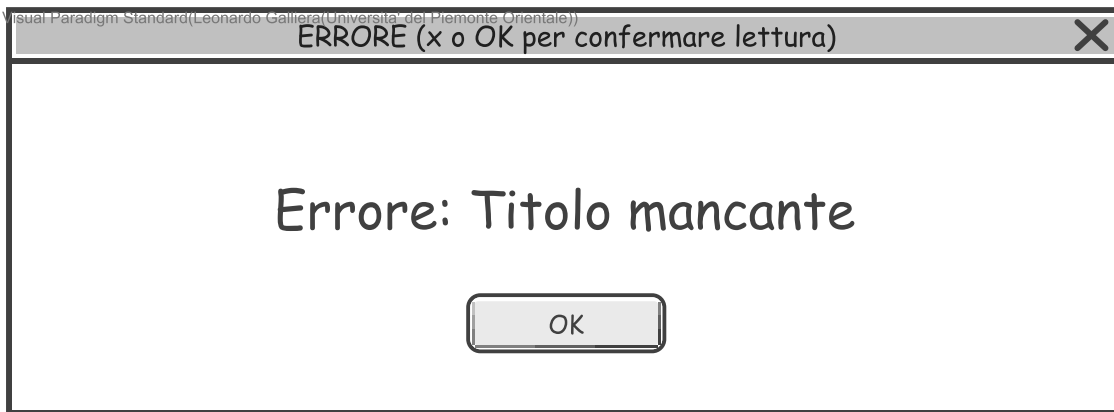 Visual Paradigm Standard(Leonardo Galliera(Universita' del Piemonte Orientale))
ERRORE (x o OK per confermare lettura)
Errore: Titolo mancante
OK